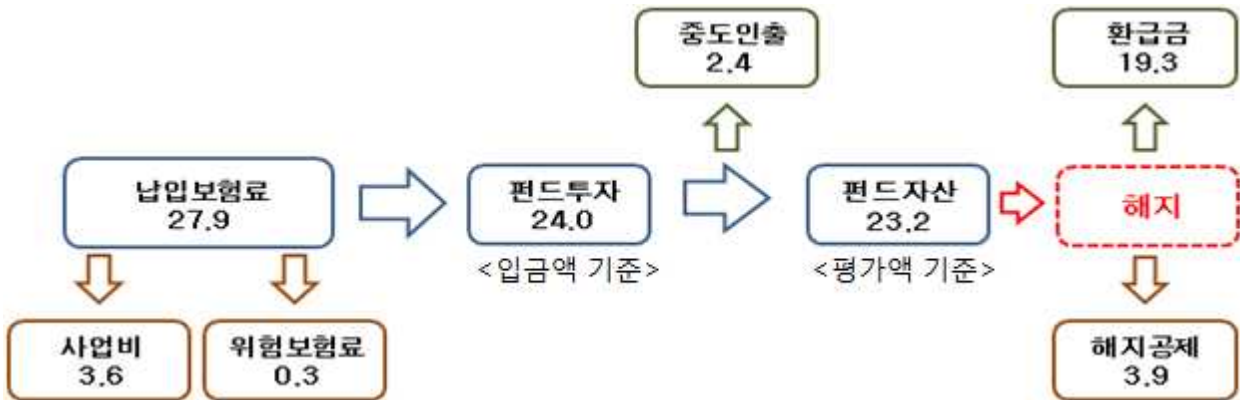 중도인출
2.4
환급금
19.3
납입보험료
27.9
펀드투자
24.0
펀드자산
23.2
해지
<입금액 기준>
<평가액 기준>
사업비
3.6
위험보험료
0.3
해지공제
3.9